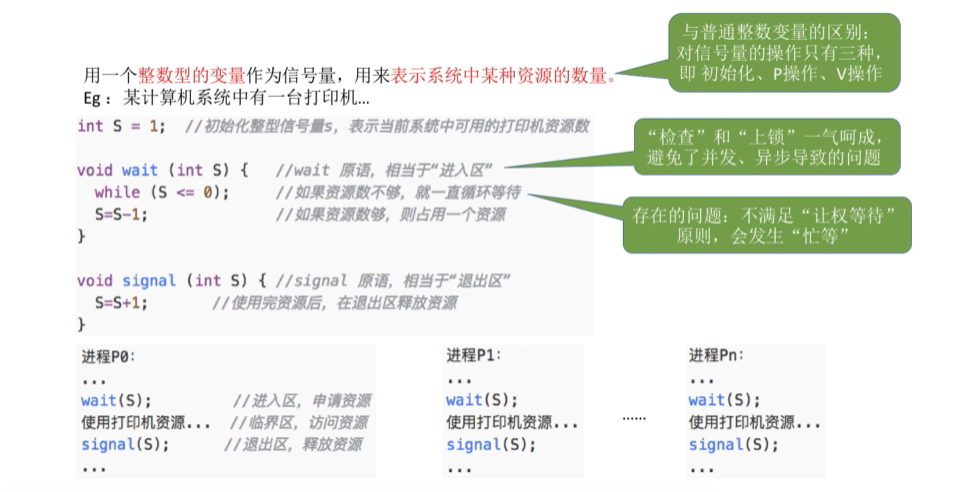 与普通整数变量的区别：
对信号量的操作只有三种，
即 初始化、P操作、V操作
用一个整数型的变量作为信号量，用来表示系统中某种资源的数量。
Eg：某计算机系统中有一台打印机...
int S = 1;  //初始化整型信号量s，表示当前系统中可用的打印机资源数
“检查”和“上锁”一气呵成，
避免了并发、异步导致的问题
void wait (int S) {   //wait 原语，相当于“进入区”
  while (S <= 0);     //如果资源数不够，就一直循环等待
  S=S-1;              //如果资源数够，则占用一个资源
}
存在的问题：不满足“让权等待”
原则，会发生“忙等”
void signal (int S) { //signal 原语，相当于“退出区”
  S=S+1;        //使用完资源后，在退出区释放资源
}
进程P0：
...
wait(S);          //进入区，申请资源
使用打印机资源...  //临界区，访问资源
signal(S);        //退出区，释放资源
...
进程P1：
...
wait(S);
使用打印机资源...
signal(S);
...
......
进程Pn：
...
wait(S);
使用打印机资源...
signal(S);
...